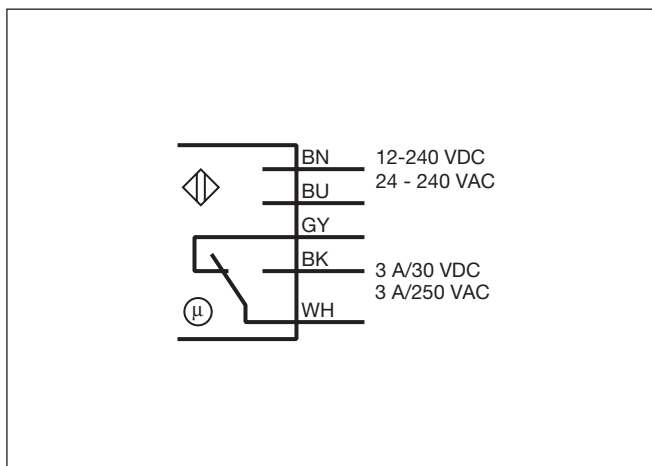 BN 12-240 VDC
24 - 240 VAC
BU
GY
BK 3 A/30 VDC
3 A/250 VAC
µ
WH